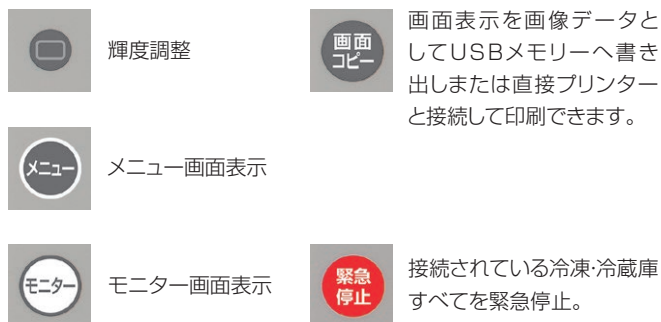 輝度調整
画面
コピー
画面表示を画像データと
してUSBメモリーへ書き
出しまたは直接プリンター
と接続して印刷できます。
メニュー
メニュー画面表示
モニター
モニター画面表示
緊急
停止
接続されている冷凍・冷蔵庫
すべてを緊急停止。